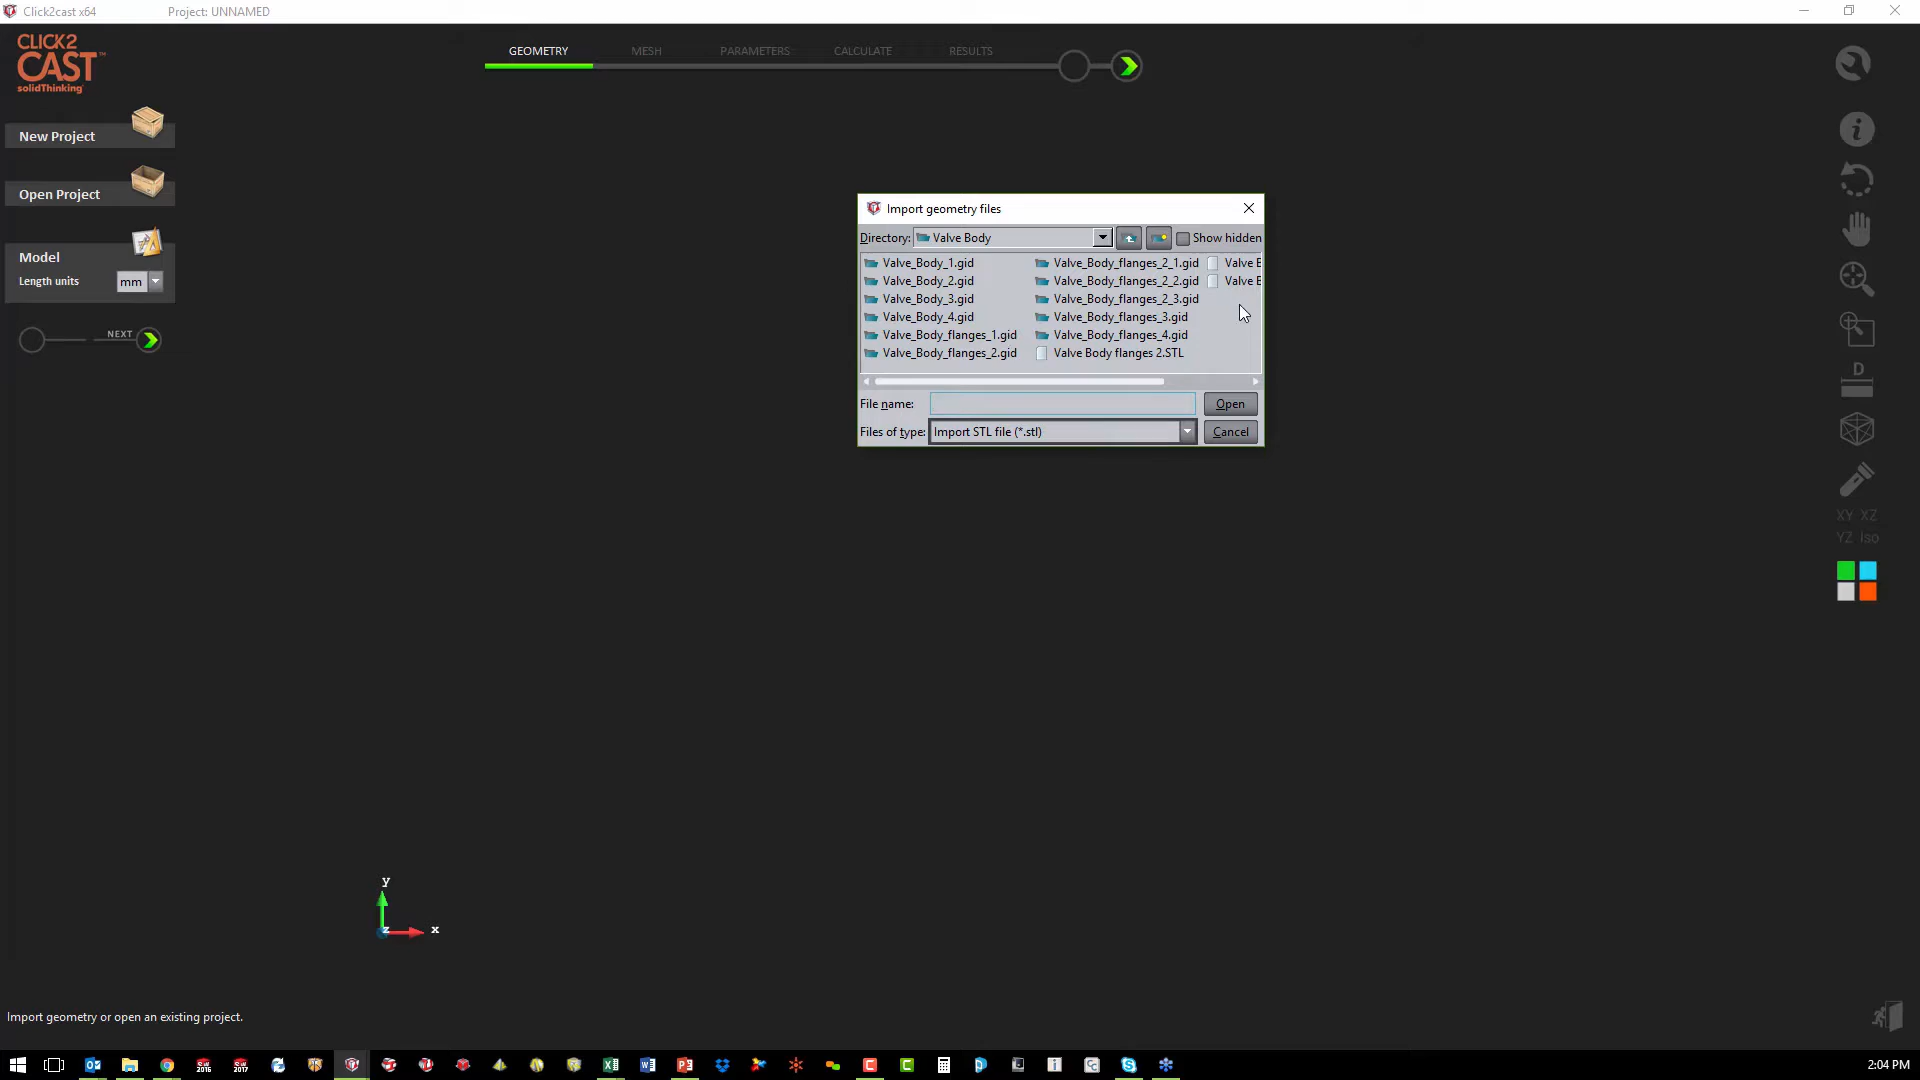 Click2cast x64 Project: UNNAMED
CLICK2
CAST™
solidThinking
GEOMETRY MESH PARAMETERS CALCULATE RESULTS
New Project
Open Project
Model
Length units mm
NEXT
Import geometry files
Directory: Valve Body Show hidden
Valve_Body_1.gid Valve_Body_flanges_2_1.gid Valve B
Valve_Body_2.gid Valve_Body_flanges_2_2.gid Valve B
Valve_Body_3.gid Valve_Body_flanges_2_3.gid
Valve_Body_4.gid Valve_Body_flanges_3.gid
Valve_Body_flanges_1.gid Valve_Body_flanges_4.gid
Valve_Body_flanges_2.gid Valve Body flanges 2.STL
File name: Open
Files of type: Import STL file (*.stl) Cancel
D
XY XZ
YZ Iso
y
z x
Import geometry or open an existing project.
2:04 PM